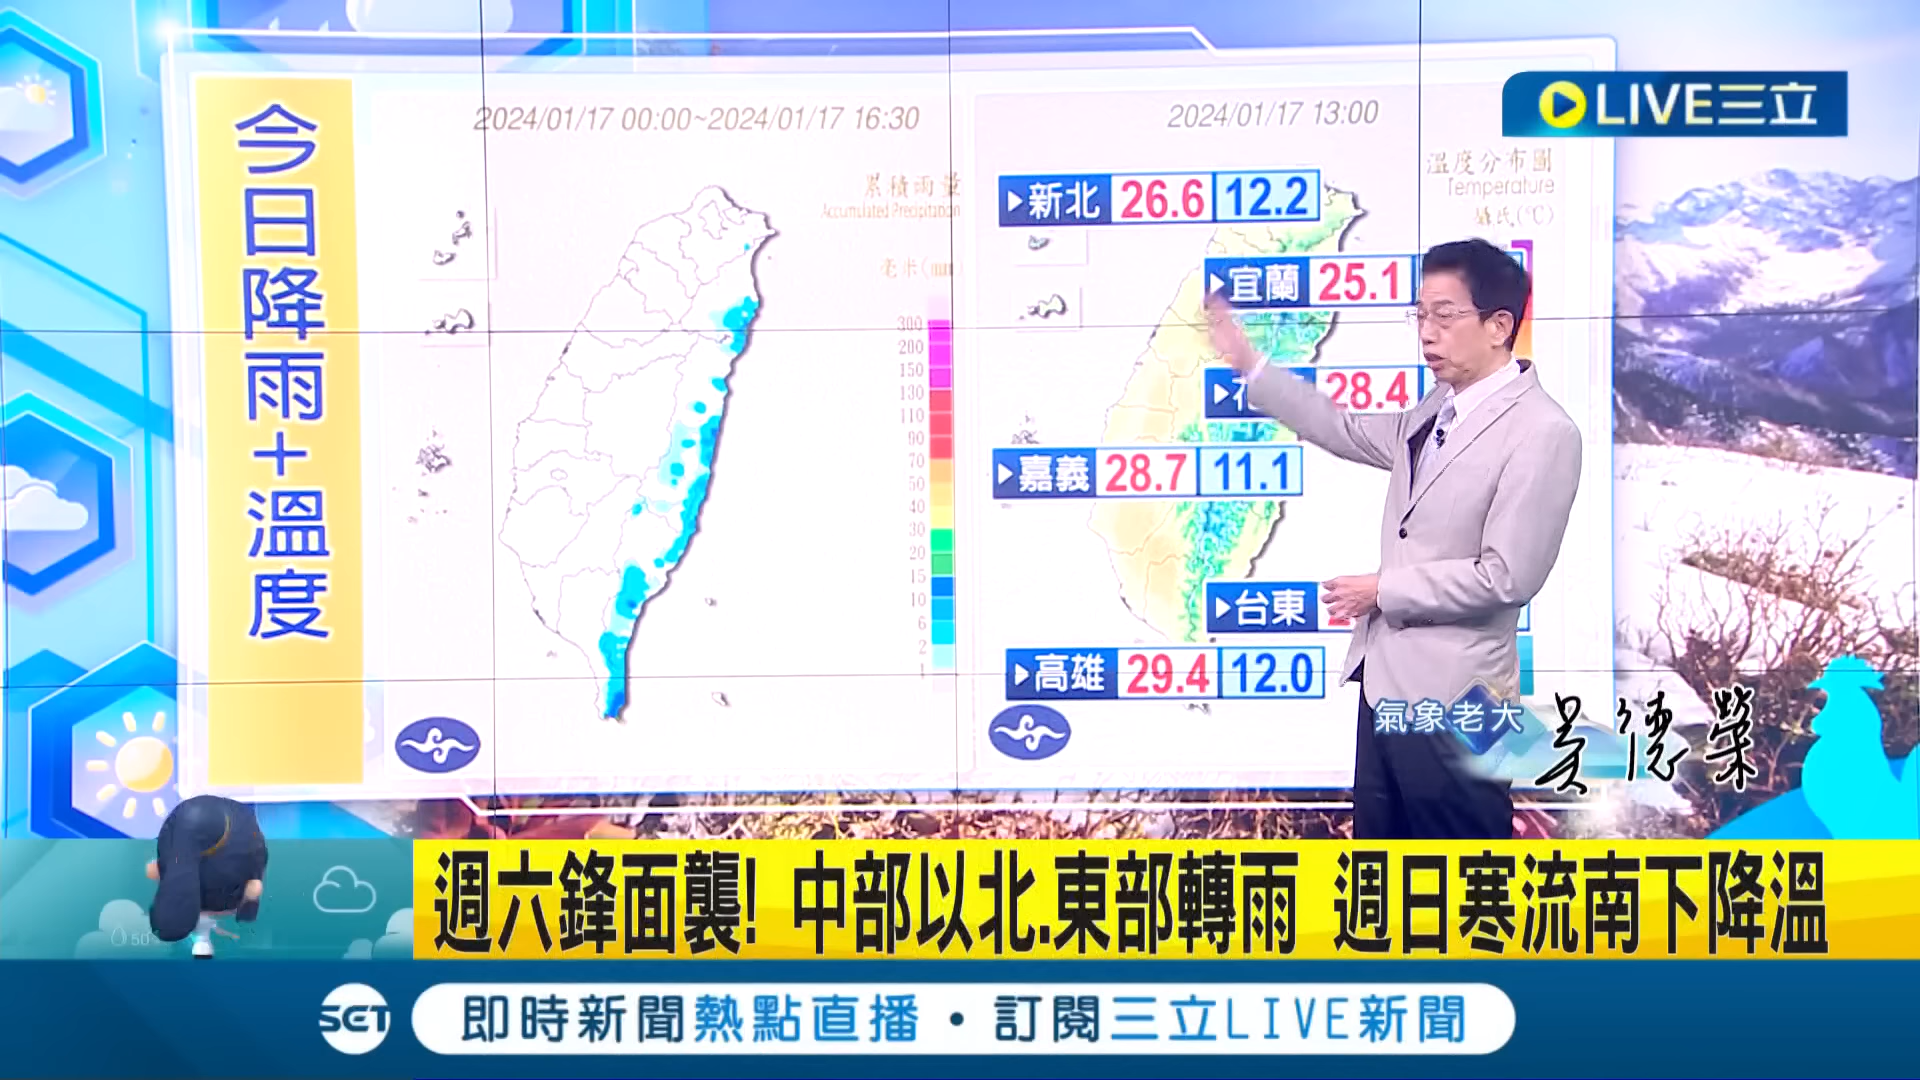 LIVE三立
今日降雨+溫度
2024/01/17 00:00~2024/01/17 16:30
累積雨量
Accumulated Precipitation
毫米(mm)
300
200
150
130
110
90
70
50
40
30
20
15
10
6
2
1
2024/01/17 13:00
溫度分布圖
Temperature
攝氏(°C)
新北 26.6 12.2
宜蘭 25.1
28.4
嘉義 28.7 11.1
台東
高雄 29.4 12.0
氣象老大 吳德榮
週六鋒面襲! 中部以北.東部轉雨 週日寒流南下降溫
SET 即時新聞熱點直播・訂閱三立LIVE新聞